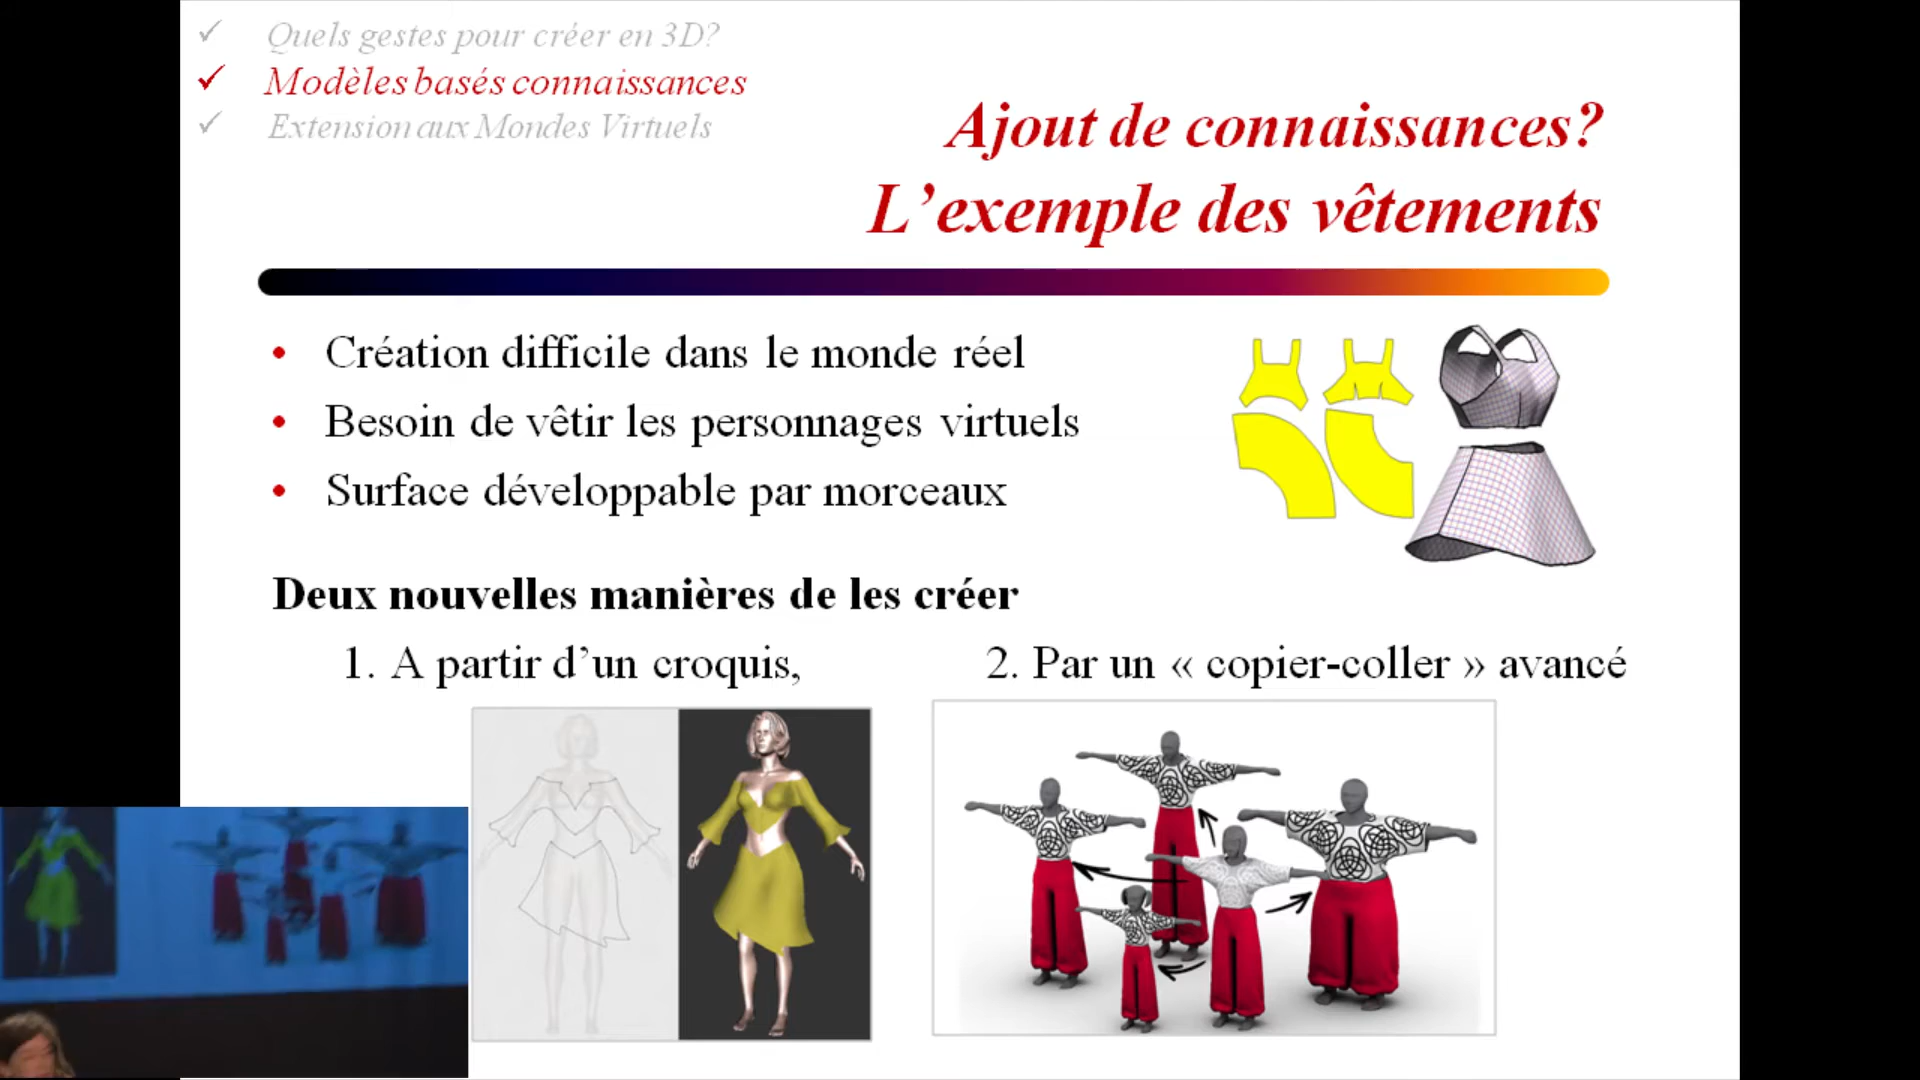 ✓ Quels gestes pour créer en 3D?
✓ Modèles basés connaissances
✓ Extension aux Mondes Virtuels
Ajout de connaissances?
L’exemple des vêtements
• Création difficile dans le monde réel
• Besoin de vêtir les personnages virtuels
• Surface développable par morceaux
Deux nouvelles manières de les créer
1. A partir d’un croquis,
2. Par un « copier-coller » avancé